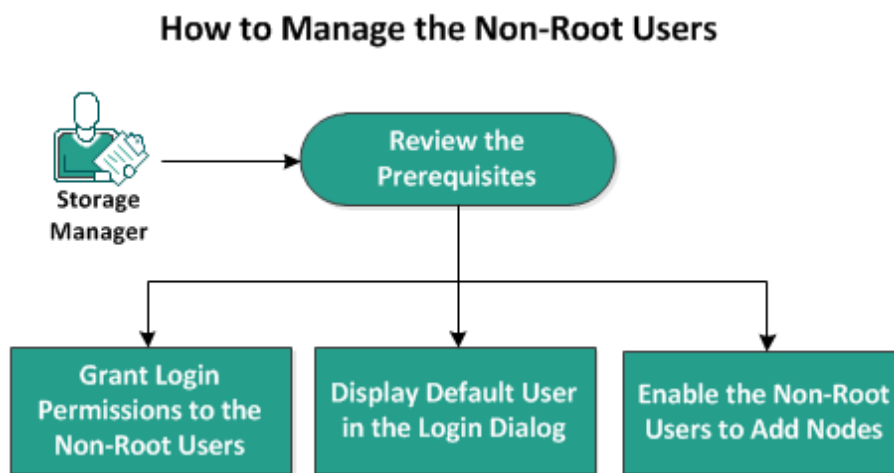 How to Manage the Non-Root Users
Storage
Manager
Review the
Prerequisites
Grant Login
Permissions to the
Non-Root Users
Display Default User
in the Login Dialog
Enable the Non-Root
Users to Add Nodes